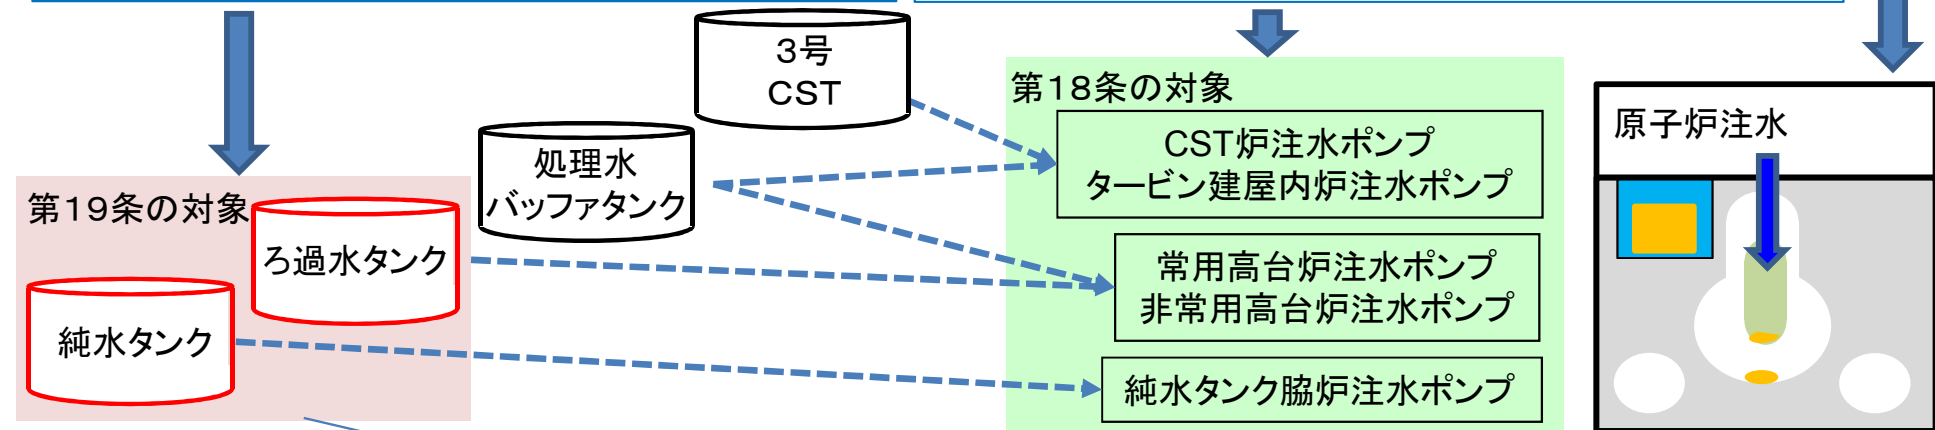 3号
CST
処理水
バッファタンク
第19条の対象
ろ過水タンク
純水タンク
第18条の対象
CST炉注水ポンプ
タービン建屋内炉注水ポンプ
常用高台炉注水ポンプ
非常用高台炉注水ポンプ
純水タンク脇炉注水ポンプ
原子炉注水